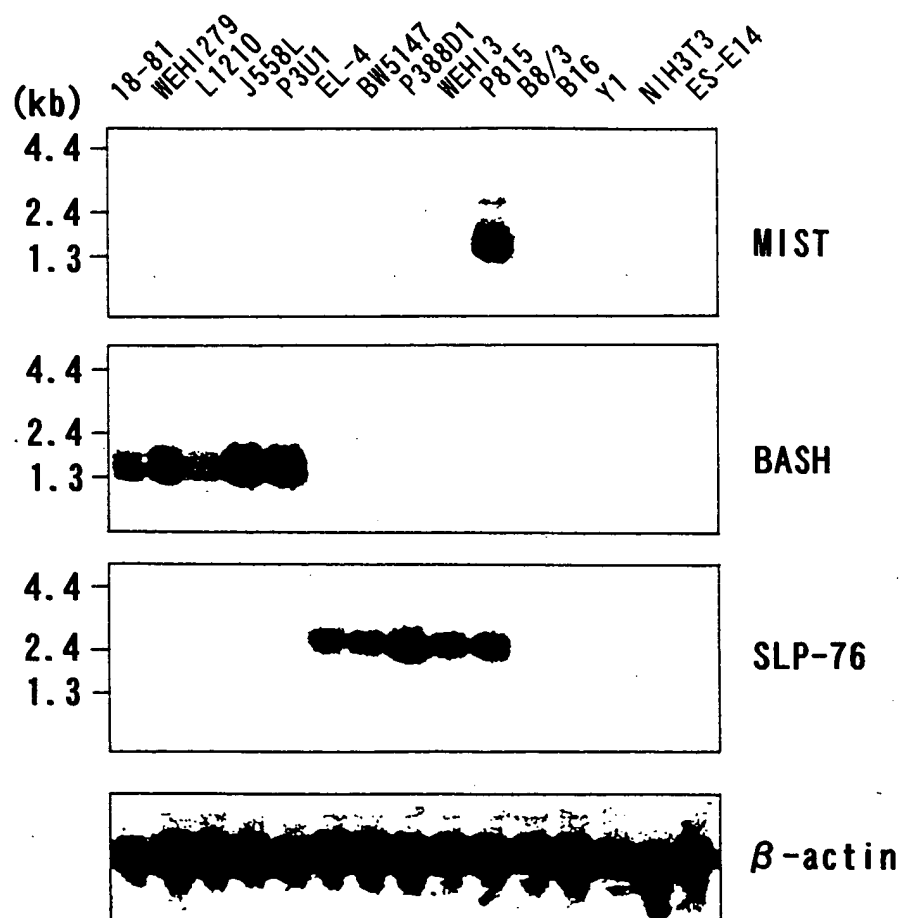 18-81 WEHI279 L1210 J558L P3U1 EL-4 BW5147 P388D1 WEHI3 P815 B8/3 B16 Y1 NIH3T3 ES-E14
(kb)
4.4
2.4
1.3
MIST
4.4
2.4
1.3
BASH
4.4
2.4
1.3
SLP-76
β-actin